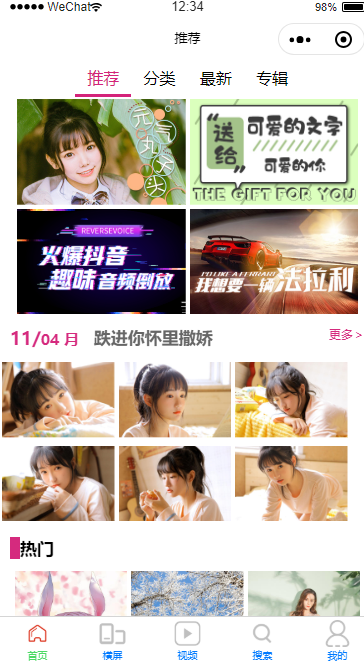 WeChat 12:34 98%
推荐
推荐 分类 最新 专辑
元气丸子头
“送给” 可爱的文字
可爱的你
THE GIFT FOR YOU
REVERSEVOICE
火爆抖音
趣味音频倒放
I'D LIKE A FERRARI
我想要一辆法拉利
11/04 月 跌进你怀里撒娇 更多 >
热门
首页 横屏 视频 搜索 我的